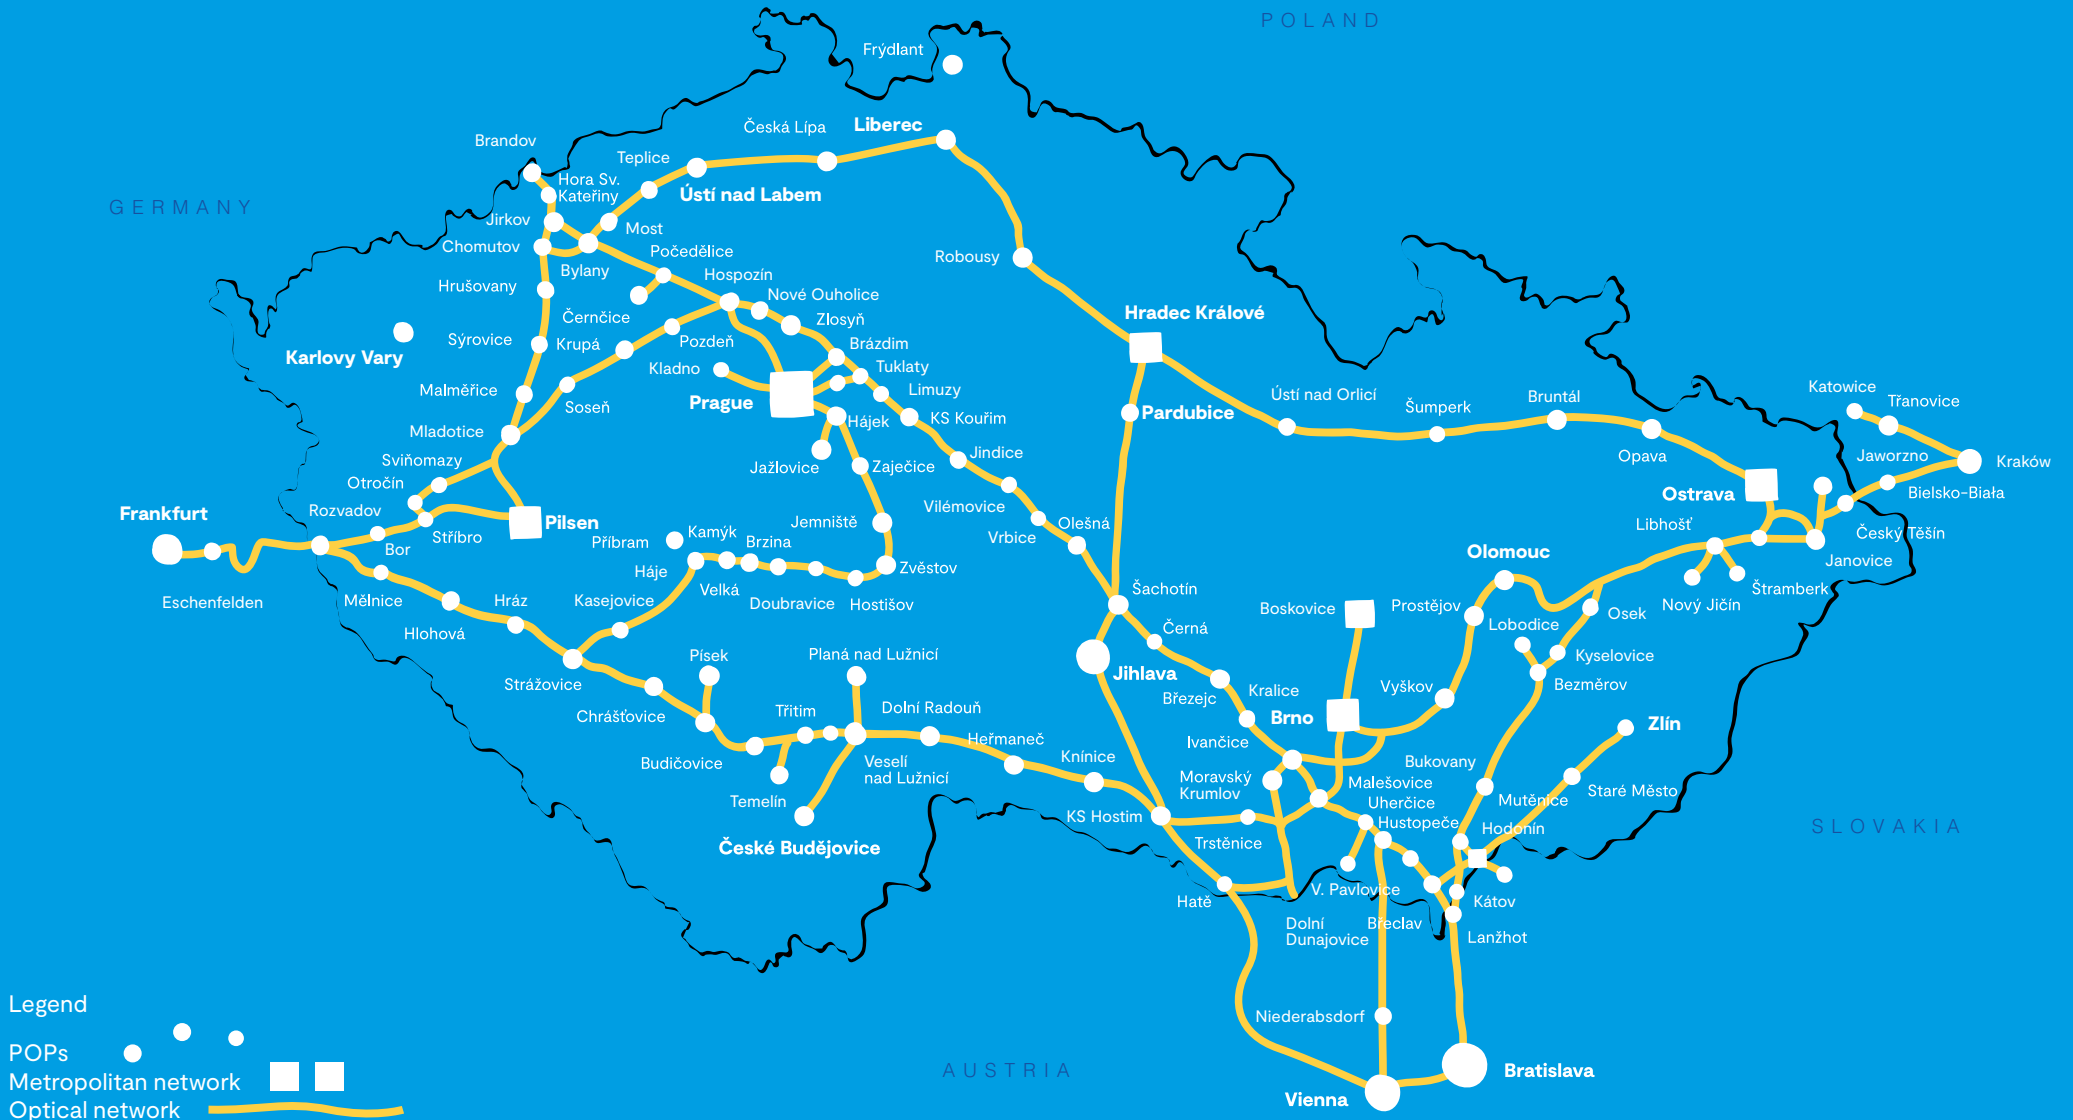 POLAND
Frýdlant
Česká Lípa
Liberec
Brandov
Teplice
Hora Sv.
Kateřiny
Ústí nad Labem
GERMANY
Jirkov
Most
Chomutov
Počedělice
Robousy
Bylany
Hospozín
Hrušovany
Nové Ouholice
Černčice
Zlosyň
Hradec Králové
Sýrovice
Krupá
Pozdeň
Brázdim
Karlovy Vary
Kladno
Tuklaty
Malměřice
Limuzy
Soseň
Prague
Ústí nad Orlicí
Šumperk
Bruntál
Katowice
Třanovice
Pardubice
KS Kouřim
Hájek
Mladotice
Jindice
Sviňomazy
Jažlovice
Zaječice
Opava
Jaworzno
Kraków
Otročín
Ostrava
Bielsko-Biała
Rozvadov
Vilémovice
Frankfurt
Pilsen
Jemniště
Olešná
Libhošť
Český Těšín
Stříbro
Příbram
Kamýk
Brzina
Vrbice
Bor
Olomouc
Janovice
Háje
Zvěstov
Velká
Šachotín
Štramberk
Eschenfelden
Mělnice
Hráz
Kasejovice
Doubravice
Hostišov
Boskovice
Prostějov
Nový Jičín
Osek
Hlohová
Černá
Lobodice
Písek
Planá nad Lužnicí
Kyselovice
Strážovice
Jihlava
Bezměrov
Chrášťovice
Třitim
Dolní Radouň
Březejc
Kralice
Vyškov
Brno
Zlín
Heřmaneč
Ivančice
Budičovice
Veselí
nad Lužnicí
Knínice
Bukovany
Moravský
Krumlov
Malešovice
Staré Město
Temelín
Uherčice
Mutěnice
KS Hostim
Hustopeče
Hodonín
SLOVAKIA
České Budějovice
Trstěnice
V. Pavlovice
Hatě
Kátov
Dolní
Dunajovice
Břeclav
Lanžhot
Legend
Niederabsdorf
POPs
AUSTRIA
Bratislava
Metropolitan network
Vienna
Optical network